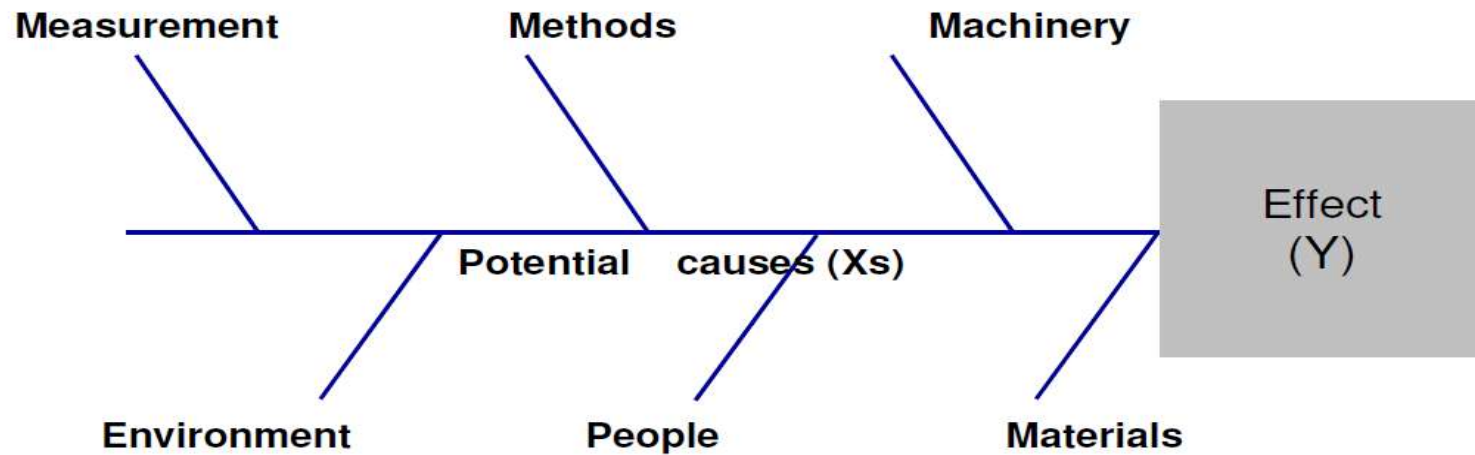 Measurement
Methods
Machinery
Effect
(Y)
Potential causes (Xs)
Environment
People
Materials